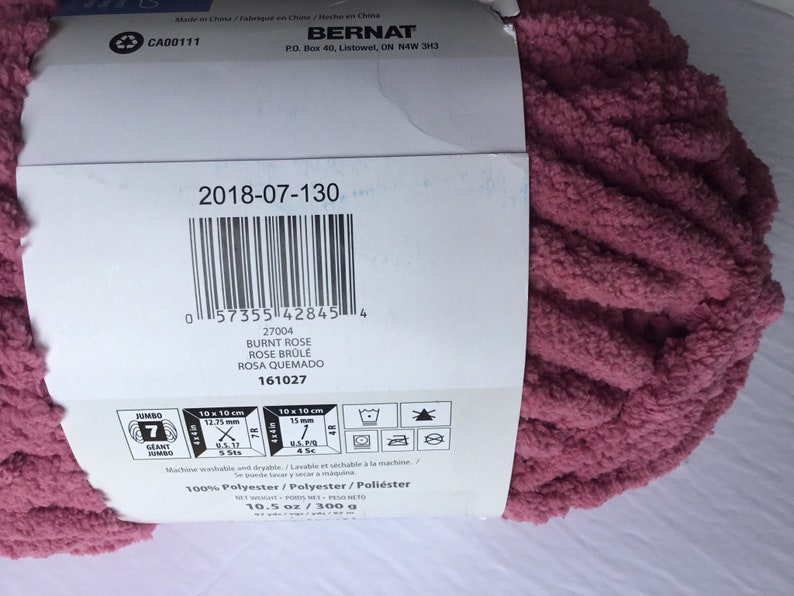 Made in China / Fabriqué en Chine / Hecho en China
CA00111
BERNAT
P.O. Box 40, Listowel, ON N4W 3H3
2018-07-130
0 57355 42845 4
27004
BURNT ROSE
ROSE BRÛLÉ
ROSA QUEMADO
161027
JUMBO
7
GÉANT
JUMBO
10 x 10 cm
4 x 4 in
12.75 mm
U.S. 17
5 Sts
7 R
10 x 10 cm
4 x 4 in
15 mm
U.S. P/Q
4 Sc
4 R
Machine washable and dryable. / Lavable et séchable à la machine. /
Se puede lavar y secar a máquina.
100% Polyester / Polyester / Poliéster
NET WEIGHT • POIDS NET • PESO NETO
10.5 oz / 300 g